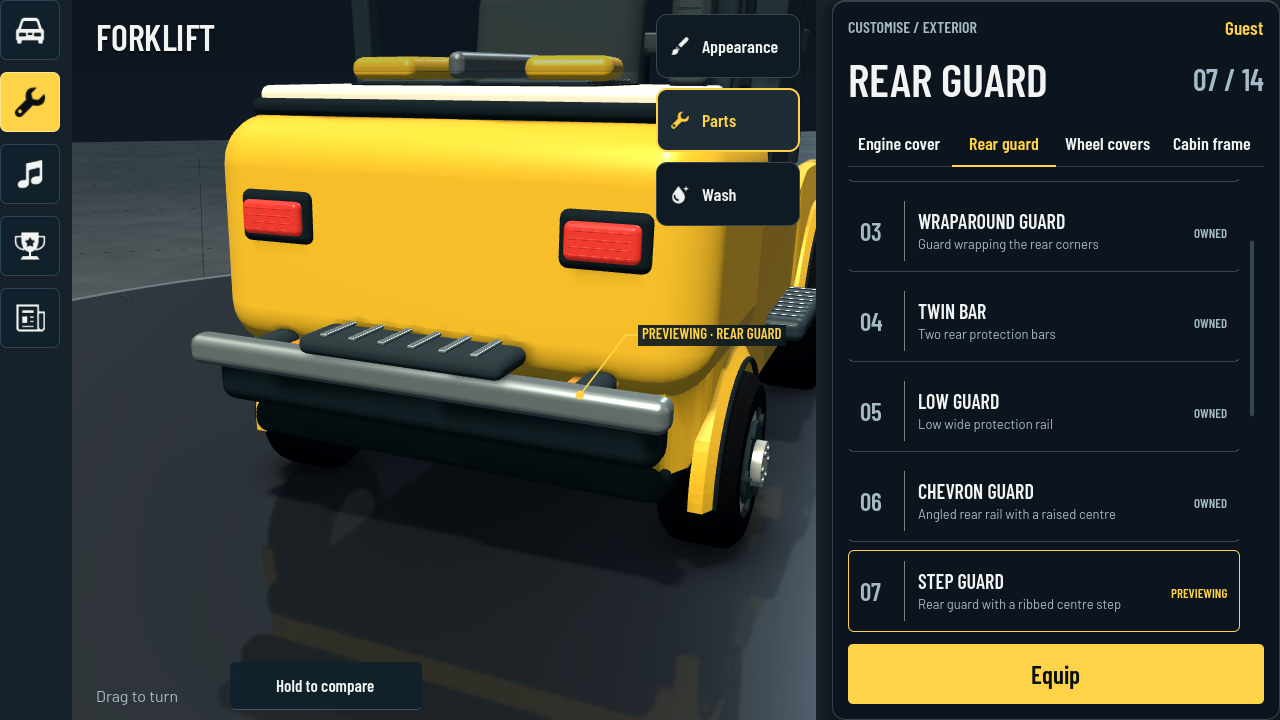 FORKLIFT
Appearance
Parts
Wash
PREVIEWING · REAR GUARD
Drag to turn
Hold to compare
CUSTOMISE / EXTERIOR
Guest
REAR GUARD
07 / 14
Engine cover
Rear guard
Wheel covers
Cabin frame
03
WRAPAROUND GUARD
Guard wrapping the rear corners
OWNED
04
TWIN BAR
Two rear protection bars
OWNED
05
LOW GUARD
Low wide protection rail
OWNED
06
CHEVRON GUARD
Angled rear rail with a raised centre
OWNED
07
STEP GUARD
Rear guard with a ribbed centre step
PREVIEWING
Equip